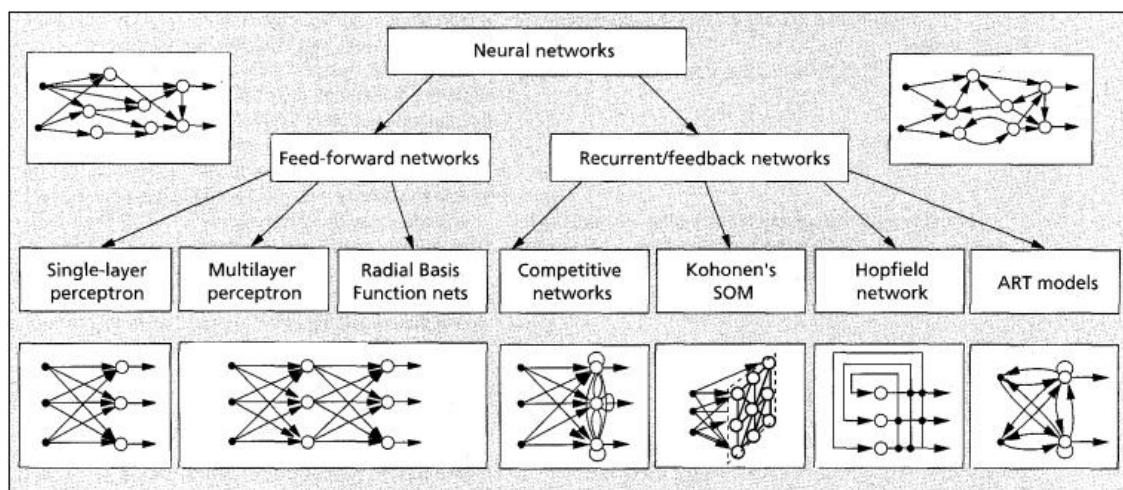 Neural networks
Feed-forward networks
Recurrent/feedback networks
Single-layer
perceptron
Multilayer
perceptron
Radial Basis
Function nets
Competitive
networks
Kohonen's
SOM
Hopfield
network
ART models